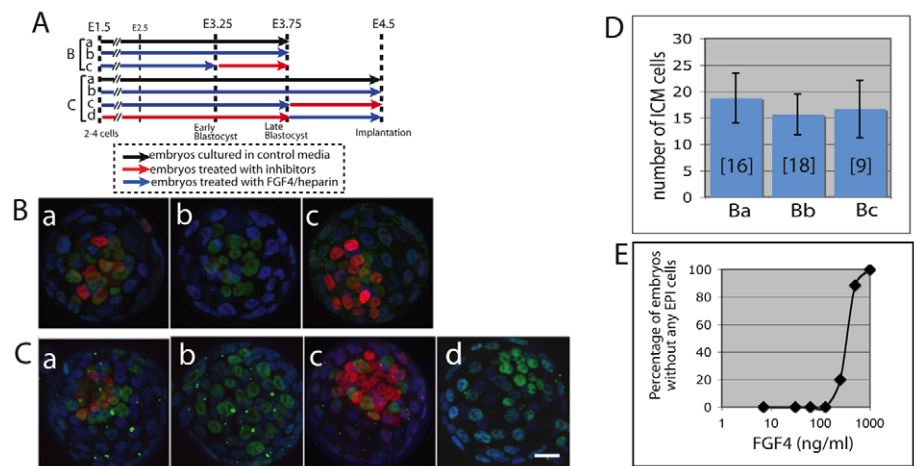 A
E1.5 E2.5 E3.25 E3.75 E4.5
B
a
b
c
C
a
b
c
d
2-4 cells
Early
Blastocyst
Late
Blastocyst
Implantation
embryos cultured in control media
embryos treated with inhibitors
embryos treated with FGF4/heparin
B
a
b
c
C
a
b
c
d
D
number of ICM cells
30
25
20
15
10
5
0
[16] [18] [9]
Ba Bb Bc
E
Percentage of embryos
without any EPI cells
100
80
60
40
20
0
1 10 100 1000
FGF4 (ng/ml)